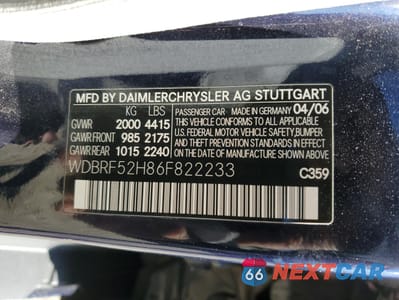 MFD BY DAIMLERCHRYSLER AG STUTTGART
KG LBS
GVWR 2000 4415
GAWR FRONT 985 2175
GAWR REAR 1015 2240
PASSENGER CAR MADE IN GERMANY 04/06
THIS VEHICLE CONFORMS TO ALL APPLICABLE
U.S. FEDERAL MOTOR VEHICLE SAFETY, BUMPER
AND THEFT PREVENTION STANDARDS IN EFFECT
ON THE DATE OF MANUFACTURE SHOWN ABOVE.
WDBRF52H86F822233
C359
66 NEXTCAR